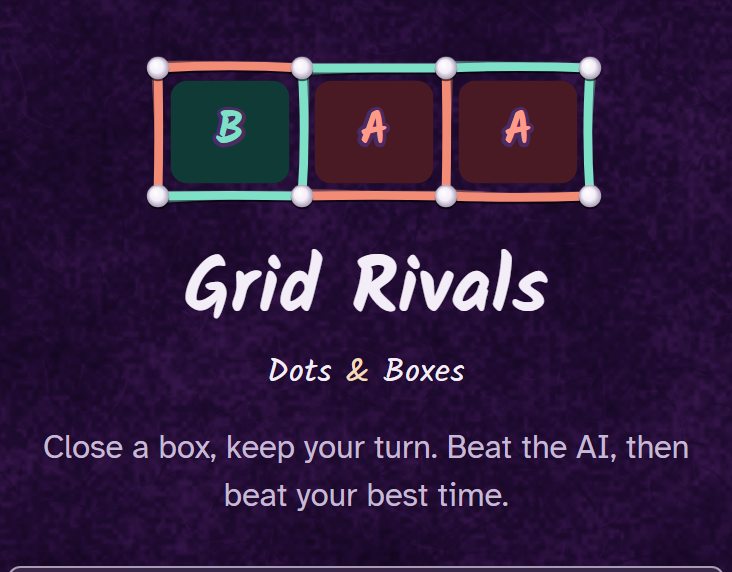 B A A
Grid Rivals
Dots & Boxes
Close a box, keep your turn. Beat the AI, then
beat your best time.